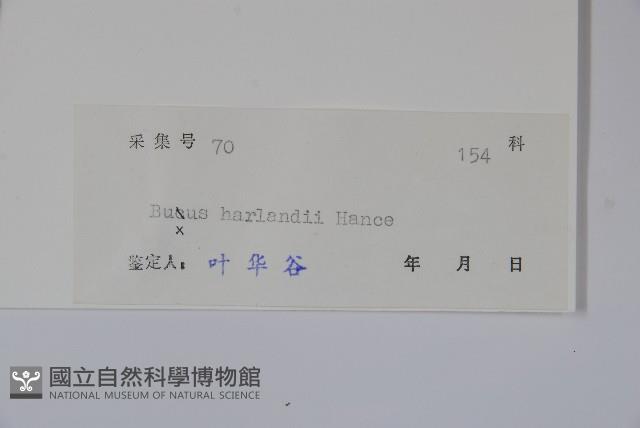 采集号 70 154 科
Buxus harlandii Hance
鉴定人: 叶华谷 年 月 日
國立自然科學博物館
NATIONAL MUSEUM OF NATURAL SCIENCE